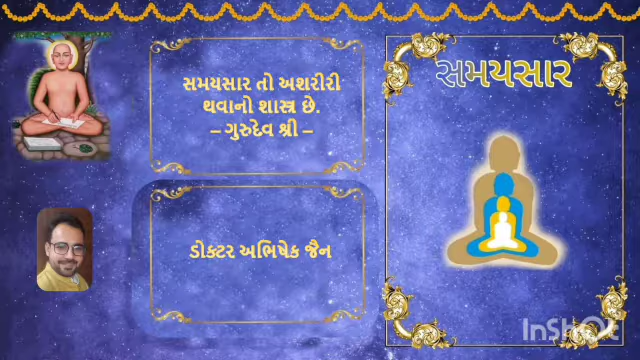 સમયસાર તો અશરીરી
થવાનો શાસ્ત્ર છે.
– ગુરુદેવ શ્રી –
ડોક્ટર અભિષેક જૈન
સમયસાર
InShot